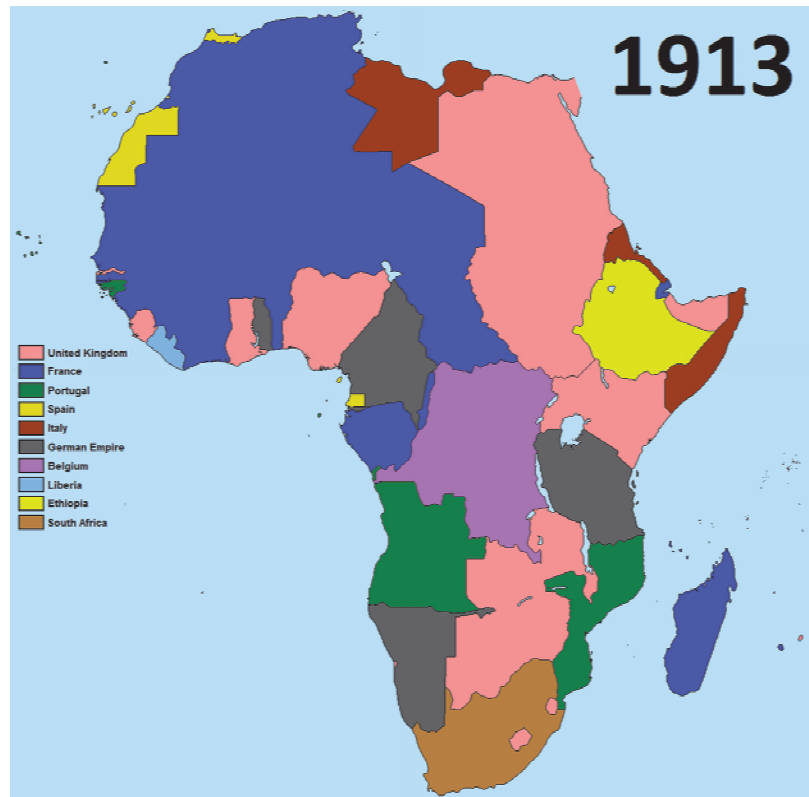 1913
United Kingdom
France
Portugal
Spain
Italy
German Empire
Belgium
Liberia
Ethiopia
South Africa